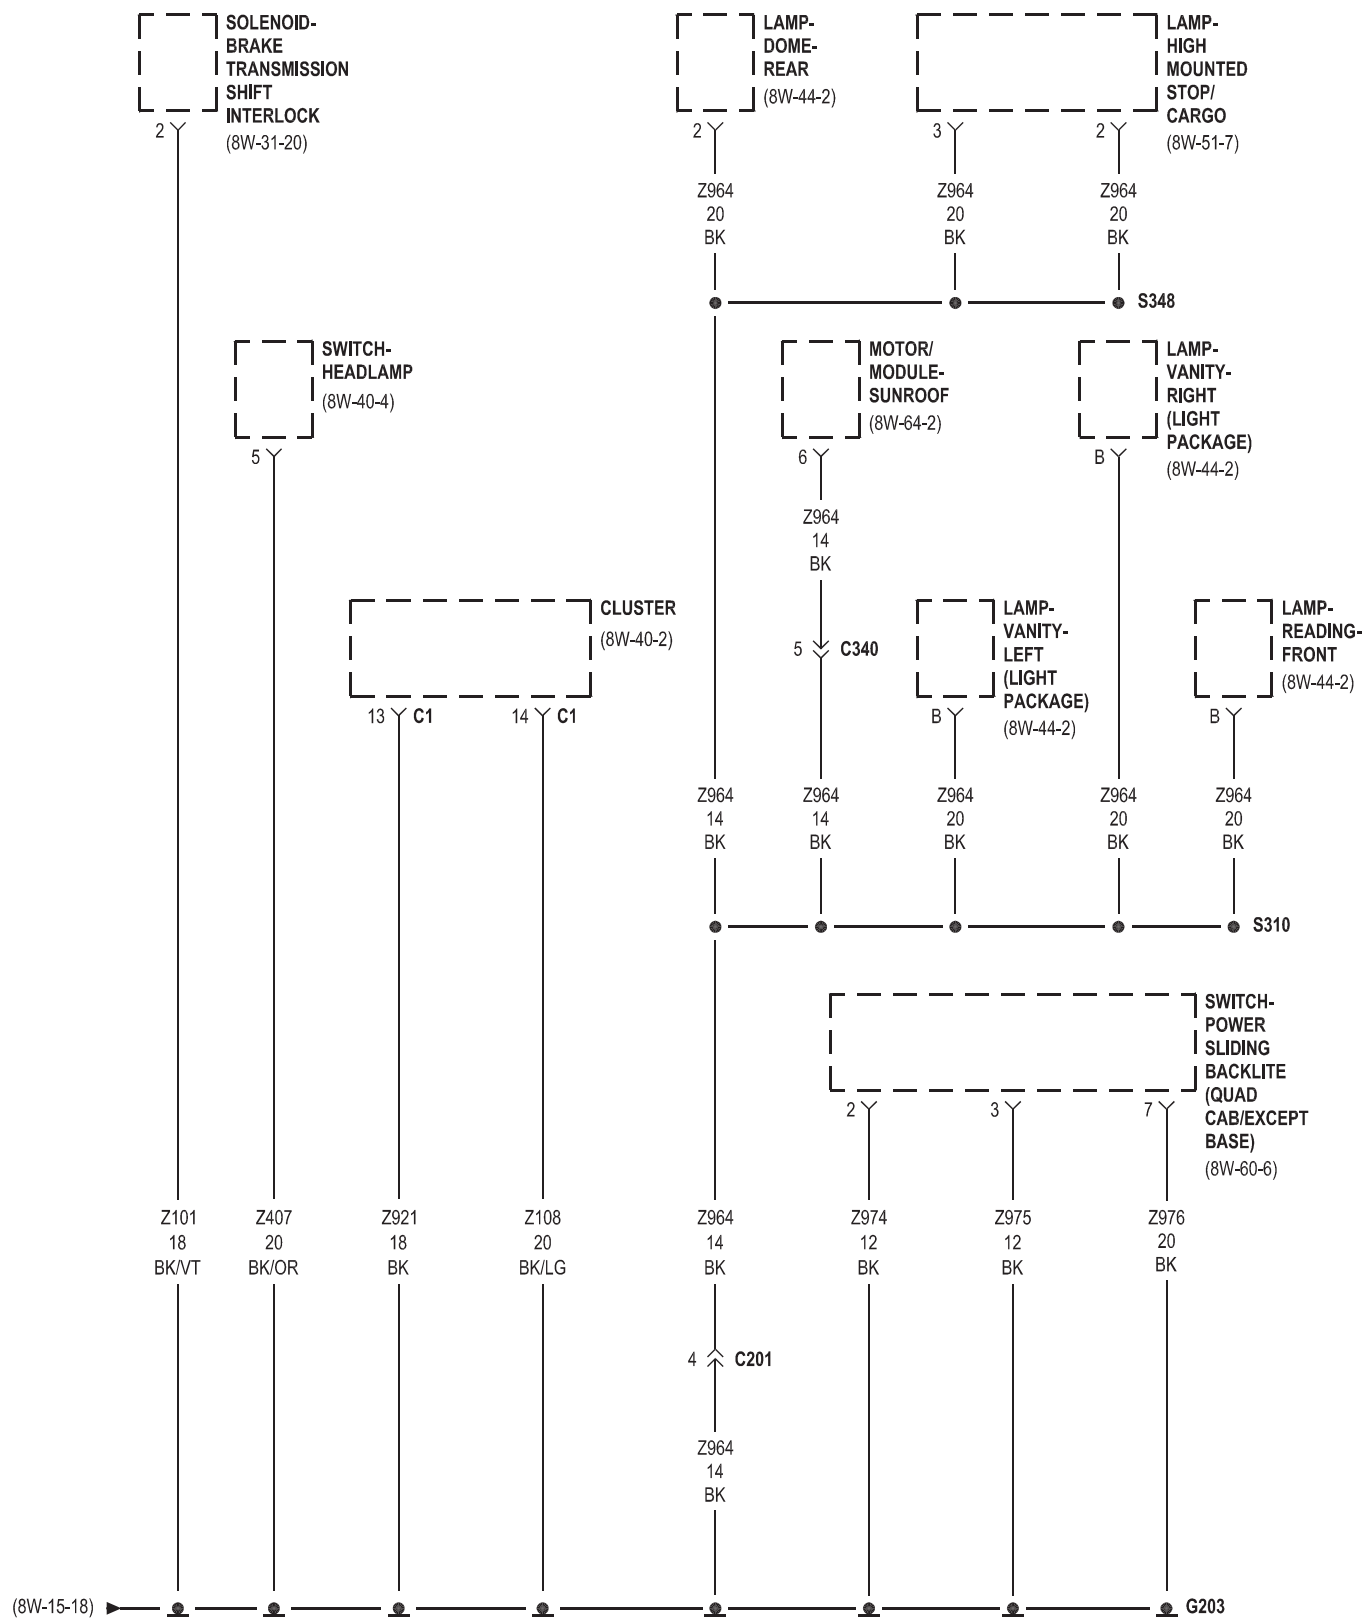 SOLENOID-
BRAKE
TRANSMISSION
SHIFT
INTERLOCK
(8W-31-20)
2
LAMP-
DOME-
REAR
(8W-44-2)
2
LAMP-
HIGH
MOUNTED
STOP/
CARGO
(8W-51-7)
3
2
Z964
20
BK
Z964
20
BK
Z964
20
BK
S348
SWITCH-
HEADLAMP
(8W-40-4)
5
MOTOR/
MODULE-
SUNROOF
(8W-64-2)
6
LAMP-
VANITY-
RIGHT
(LIGHT
PACKAGE)
(8W-44-2)
B
Z964
14
BK
CLUSTER
(8W-40-2)
13 C1
14 C1
5 C340
LAMP-
VANITY-
LEFT
(LIGHT
PACKAGE)
(8W-44-2)
B
LAMP-
READING-
FRONT
(8W-44-2)
B
Z964
14
BK
Z964
14
BK
Z964
20
BK
Z964
20
BK
Z964
20
BK
S310
SWITCH-
POWER
SLIDING
BACKLITE
(QUAD
CAB/EXCEPT
BASE)
(8W-60-6)
2
3
7
Z101
18
BK/VT
Z407
20
BK/OR
Z921
18
BK
Z108
20
BK/LG
Z964
14
BK
Z974
12
BK
Z975
12
BK
Z976
20
BK
4 C201
Z964
14
BK
(8W-15-18)
G203